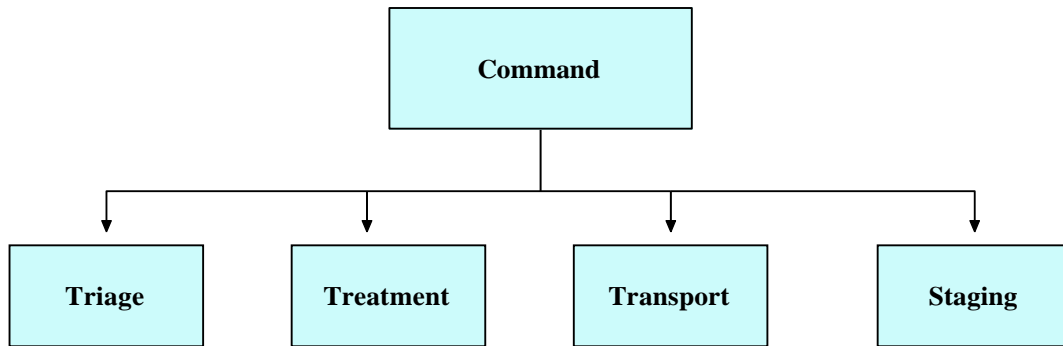 Command
Triage
Treatment
Transport
Staging